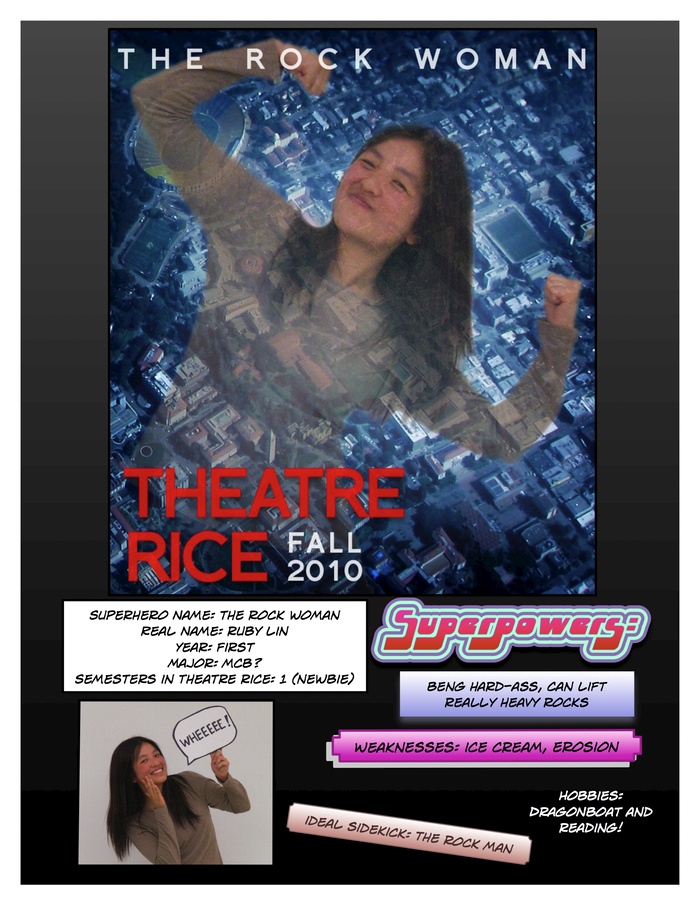 THE ROCK WOMAN
THEATRE
RICE FALL
2010
SUPERHERO NAME: THE ROCK WOMAN
REAL NAME: RUBY LIN
YEAR: FIRST
MAJOR: MCB?
SEMESTERS IN THEATRE RICE: 1 (NEWBIE)
Superpowers:
BENG HARD-ASS, CAN LIFT
REALLY HEAVY ROCKS
WHEEEEE!
WEAKNESSES: ICE CREAM, EROSION
HOBBIES:
DRAGONBOAT AND
READING!
IDEAL SIDEKICK: THE ROCK MAN